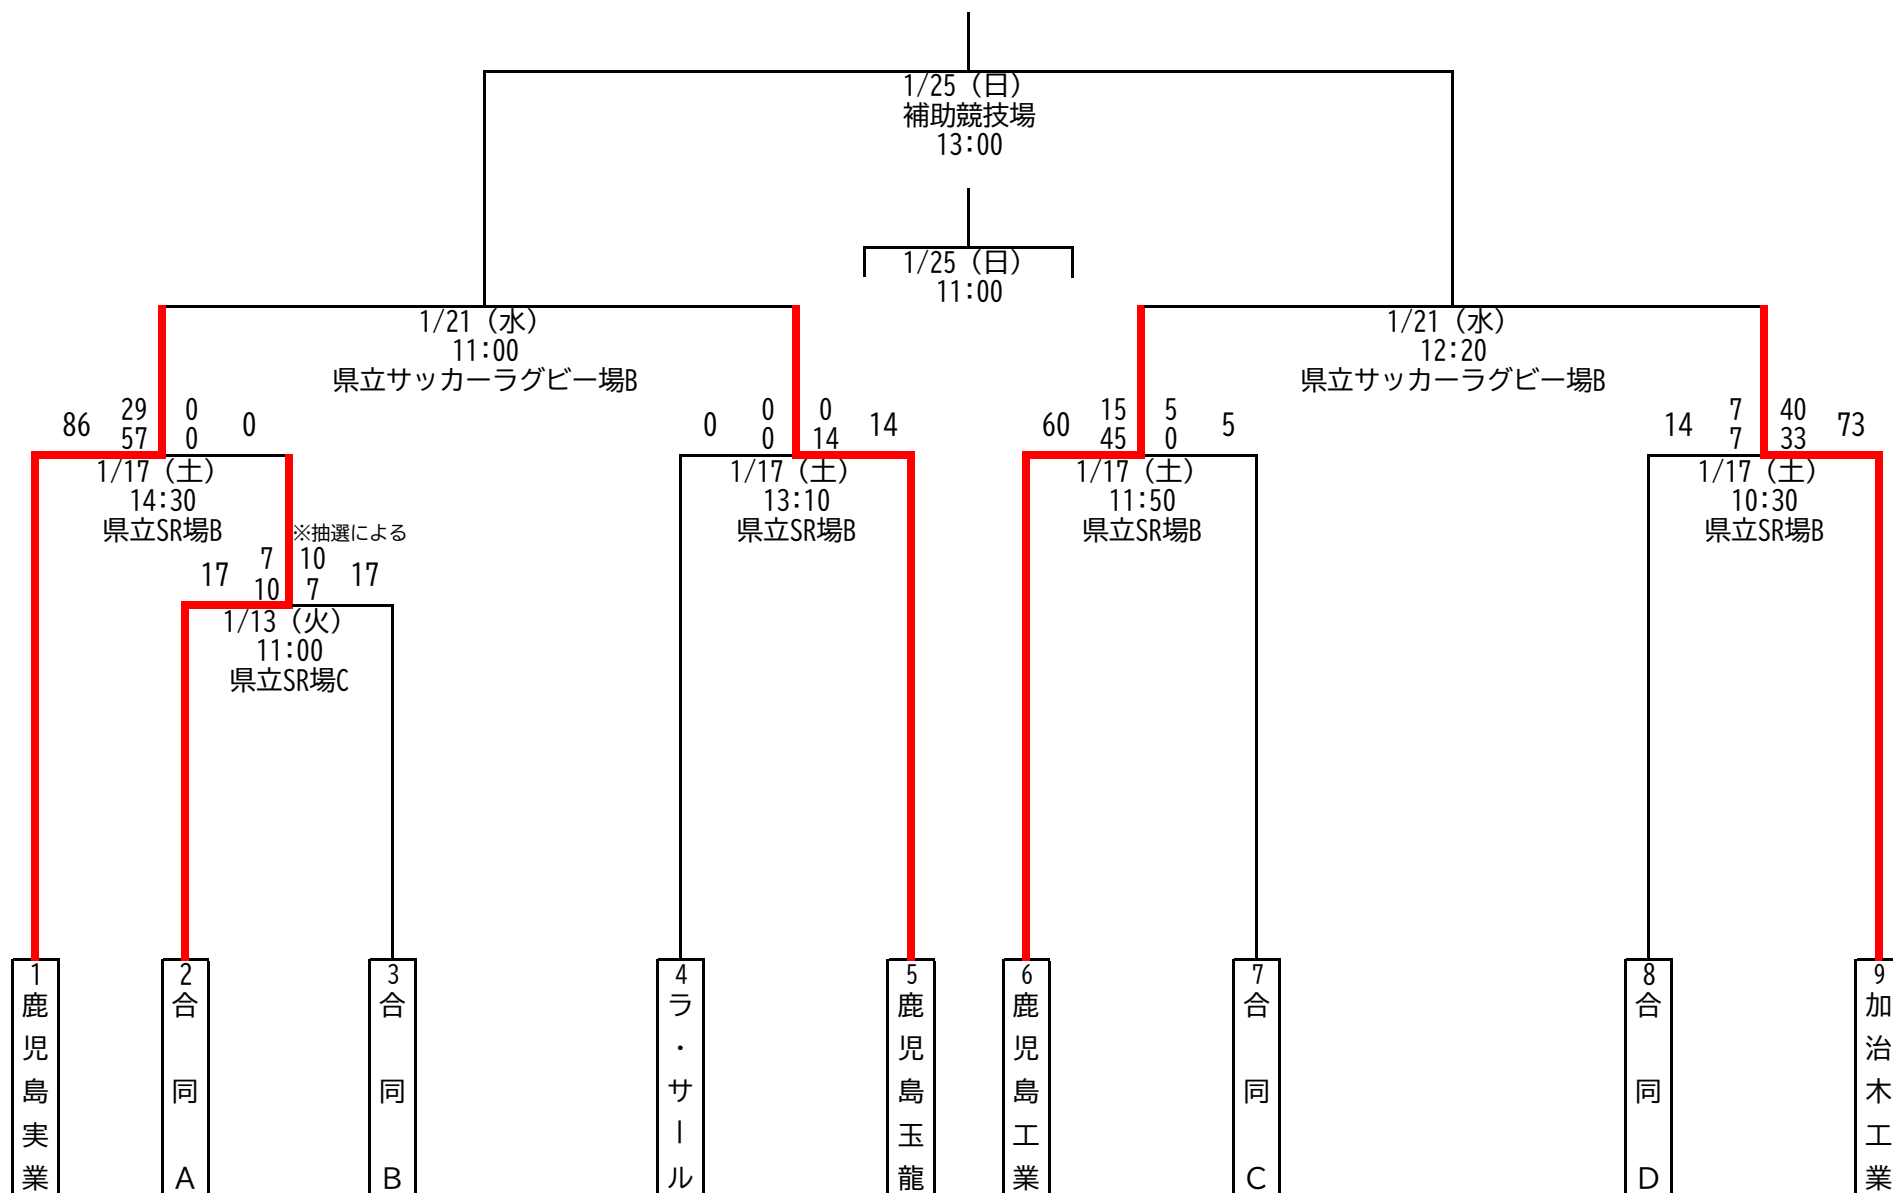 1/25（日）
補助競技場
13:00
1/25（日）
11:00
1/21（水）
11:00
県立サッカーラグビー場B
1/21（水）
12:20
県立サッカーラグビー場B
86 29 0 0
57 0
1/17（土）
14:30
県立SR場B
0 0 0 14
0 14
1/17（土）
13:10
県立SR場B
60 15 5 5
45 0
1/17（土）
11:50
県立SR場B
14 7 40 73
7 33
1/17（土）
10:30
県立SR場B
※抽選による
17 7 10 17
10 7
1/13（火）
11:00
県立SR場C
1
鹿児島実業
2
合同A
3
合同B
4
ラ・サール
5
鹿児島玉龍
6
鹿児島工業
7
合同C
8
合同D
9
加治木工業